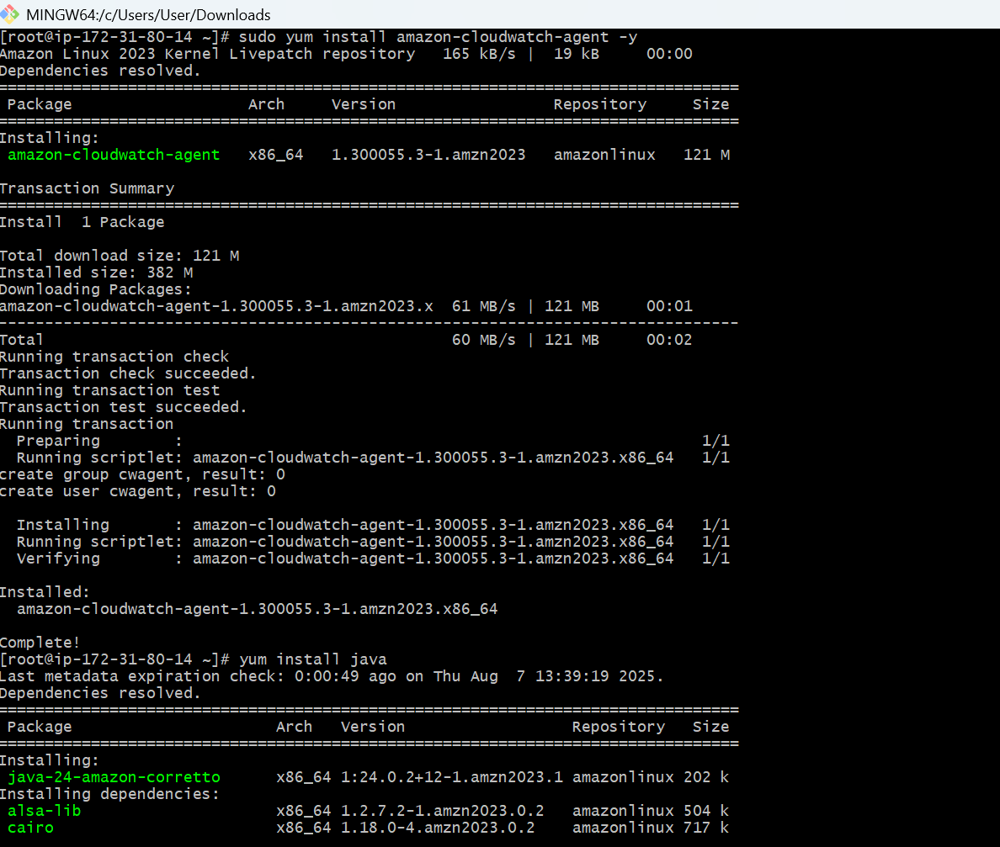 MINGW64:/c/Users/User/Downloads
[root@ip-172-31-80-14 ~]# sudo yum install amazon-cloudwatch-agent -y
Amazon Linux 2023 Kernel Livepatch repository   165 kB/s |  19 kB     00:00
Dependencies resolved.
================================================================================
 Package                   Arch     Version                 Repository     Size
================================================================================
Installing:
 amazon-cloudwatch-agent   x86_64   1.300055.3-1.amzn2023   amazonlinux   121 M
Transaction Summary
================================================================================
Install  1 Package
Total download size: 121 M
Installed size: 382 M
Downloading Packages:
amazon-cloudwatch-agent-1.300055.3-1.amzn2023.x  61 MB/s | 121 MB     00:01
--------------------------------------------------------------------------------
Total                                            60 MB/s | 121 MB     00:02
Running transaction check
Transaction check succeeded.
Running transaction test
Transaction test succeeded.
Running transaction
  Preparing        :                                                         1/1
  Running scriptlet: amazon-cloudwatch-agent-1.300055.3-1.amzn2023.x86_64   1/1
create group cwagent, result: 0
create user cwagent, result: 0
  Installing       : amazon-cloudwatch-agent-1.300055.3-1.amzn2023.x86_64   1/1
  Running scriptlet: amazon-cloudwatch-agent-1.300055.3-1.amzn2023.x86_64   1/1
  Verifying        : amazon-cloudwatch-agent-1.300055.3-1.amzn2023.x86_64   1/1
Installed:
  amazon-cloudwatch-agent-1.300055.3-1.amzn2023.x86_64
Complete!
[root@ip-172-31-80-14 ~]# yum install java
Last metadata expiration check: 0:00:49 ago on Thu Aug  7 13:39:19 2025.
Dependencies resolved.
================================================================================
 Package                      Arch   Version                  Repository   Size
================================================================================
Installing:
 java-24-amazon-corretto      x86_64 1:24.0.2+12-1.amzn2023.1 amazonlinux 202 k
Installing dependencies:
 alsa-lib                     x86_64 1.2.7.2-1.amzn2023.0.2   amazonlinux 504 k
 cairo                        x86_64 1.18.0-4.amzn2023.0.2    amazonlinux 717 k